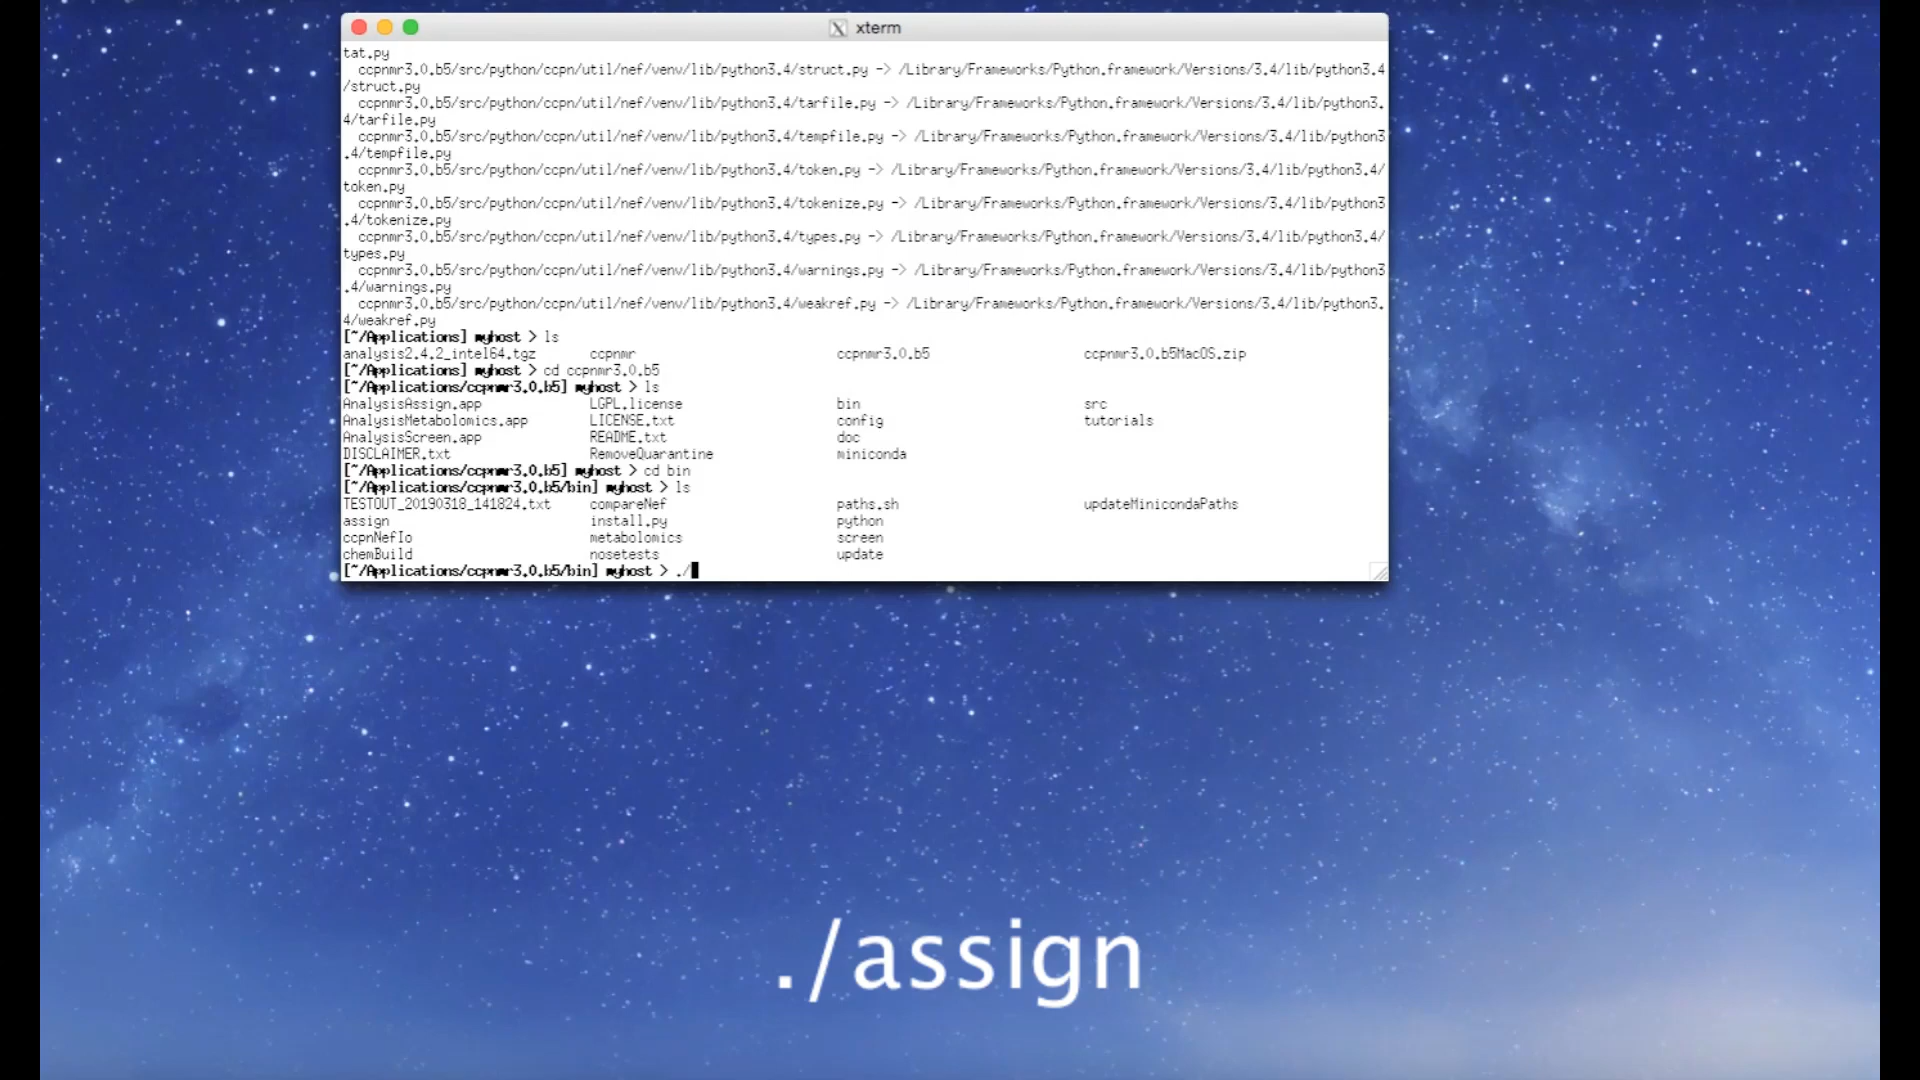 xterm
tat.py
ccpnmr3.0.b5/src/python/ccpn/util/nef/venv/lib/python3.4/struct.py -> /Library/Frameworks/Python.framework/Versions/3.4/lib/python3.4
/struct.py
ccpnmr3.0.b5/src/python/ccpn/util/nef/venv/lib/python3.4/tarfile.py -> /Library/Frameworks/Python.framework/Versions/3.4/lib/python3.
4/tarfile.py
ccpnmr3.0.b5/src/python/ccpn/util/nef/venv/lib/python3.4/tempfile.py -> /Library/Frameworks/Python.framework/Versions/3.4/lib/python3
.4/tempfile.py
ccpnmr3.0.b5/src/python/ccpn/util/nef/venv/lib/python3.4/token.py -> /Library/Frameworks/Python.framework/Versions/3.4/lib/python3.4/
token.py
ccpnmr3.0.b5/src/python/ccpn/util/nef/venv/lib/python3.4/tokenize.py -> /Library/Frameworks/Python.framework/Versions/3.4/lib/python3
.4/tokenize.py
ccpnmr3.0.b5/src/python/ccpn/util/nef/venv/lib/python3.4/types.py -> /Library/Frameworks/Python.framework/Versions/3.4/lib/python3.4/
types.py
ccpnmr3.0.b5/src/python/ccpn/util/nef/venv/lib/python3.4/warnings.py -> /Library/Frameworks/Python.framework/Versions/3.4/lib/python3
.4/warnings.py
ccpnmr3.0.b5/src/python/ccpn/util/nef/venv/lib/python3.4/weakref.py -> /Library/Frameworks/Python.framework/Versions/3.4/lib/python3.
4/weakref.py
[~/Applications] myhost > ls
analysis2.4.2_intel64.tgz ccpnmr ccpnmr3.0.b5 ccpnmr3.0.b5MacOS.zip
[~/Applications] myhost > cd ccpnmr3.0.b5
[~/Applications/ccpnmr3.0.b5] myhost > ls
AnalysisAssign.app LGPL.license bin src
AnalysisMetabolomics.app LICENSE.txt config tutorials
AnalysisScreen.app README.txt doc
DISCLAIMER.txt RemoveQuarantine miniconda
[~/Applications/ccpnmr3.0.b5] myhost > cd bin
[~/Applications/ccpnmr3.0.b5/bin] myhost > ls
TESTOUT_20190318_141824.txt compareNef paths.sh updateMinicondaPaths
assign install.py python
ccpnNefIo metabolomics screen
chemBuild nosetests update
[~/Applications/ccpnmr3.0.b5/bin] myhost > ./
./assign